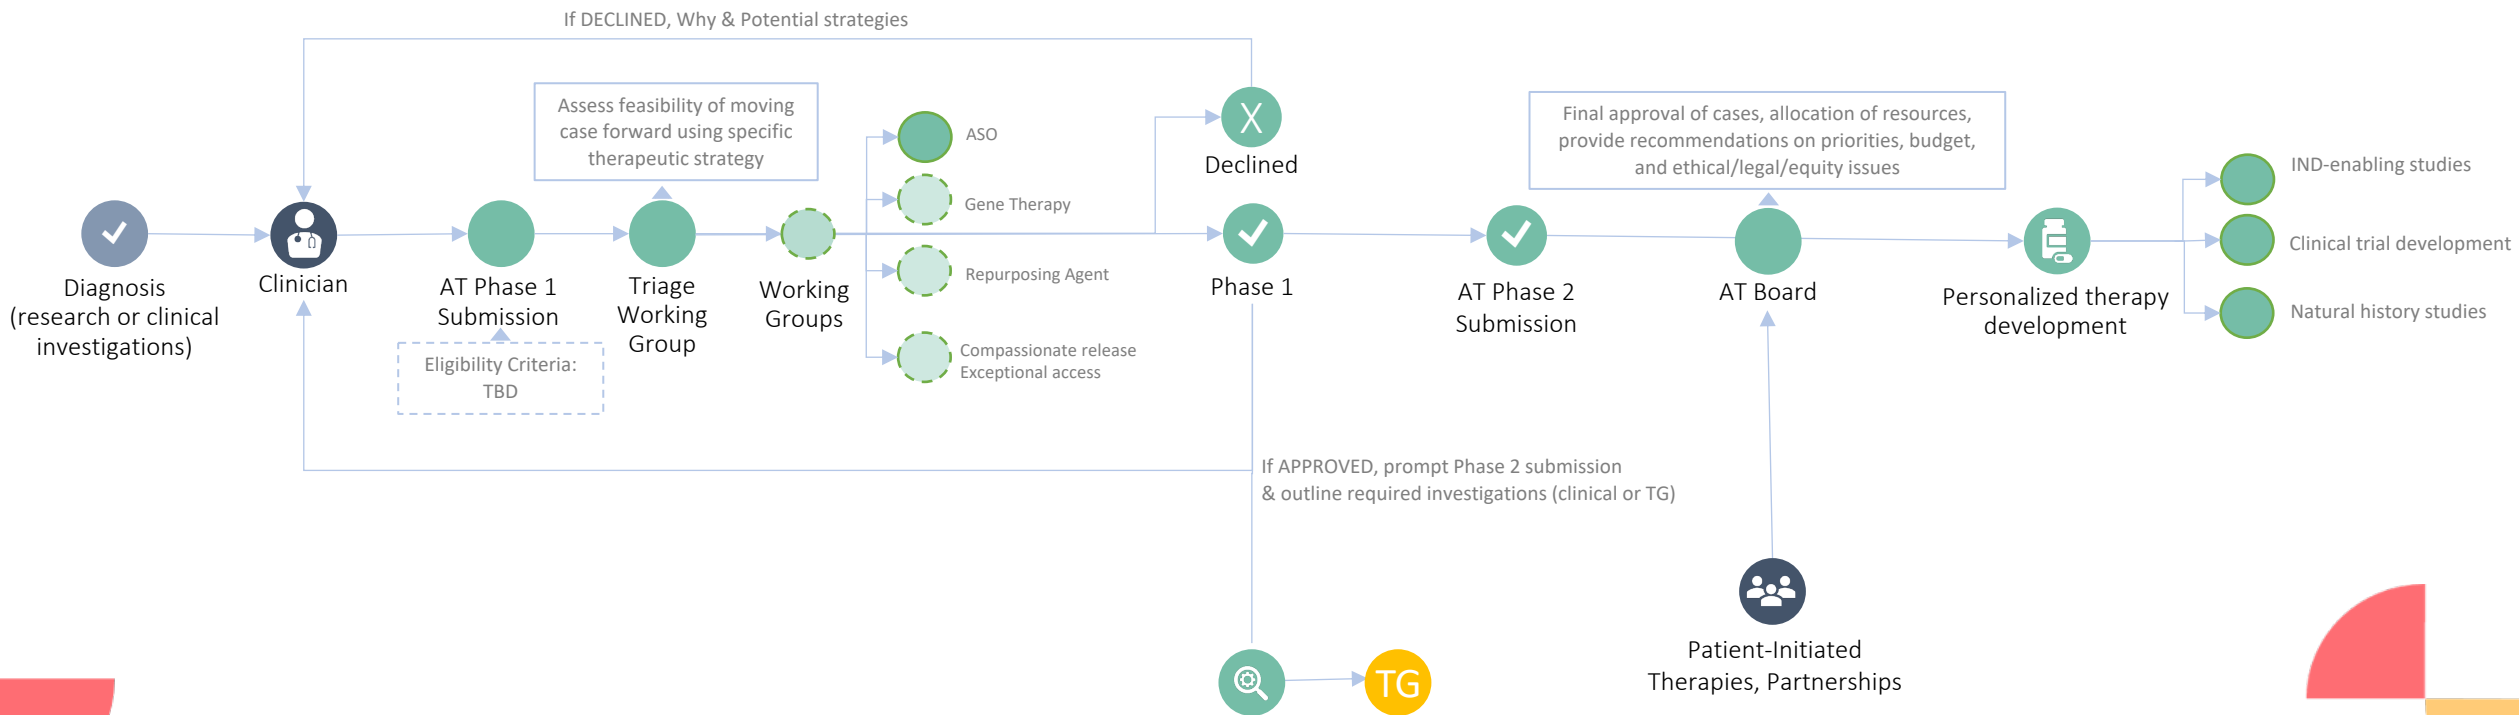 If DECLINED, Why & Potential strategies
Assess feasibility of moving
case forward using specific
therapeutic strategy
ASO
Gene Therapy
Repurposing Agent
Compassionate release
Exceptional access
X
Declined
Final approval of cases, allocation of resources,
provide recommendations on priorities, budget,
and ethical/legal/equity issues
IND-enabling studies
Clinical trial development
Natural history studies
Diagnosis
(research or clinical
investigations)
Clinician
AT Phase 1
Submission
Eligibility Criteria:
TBD
Triage
Working
Group
Working
Groups
Phase 1
AT Phase 2
Submission
AT Board
Personalized therapy
development
If APPROVED, prompt Phase 2 submission
& outline required investigations (clinical or TG)
Patient-Initiated
Therapies, Partnerships
TG